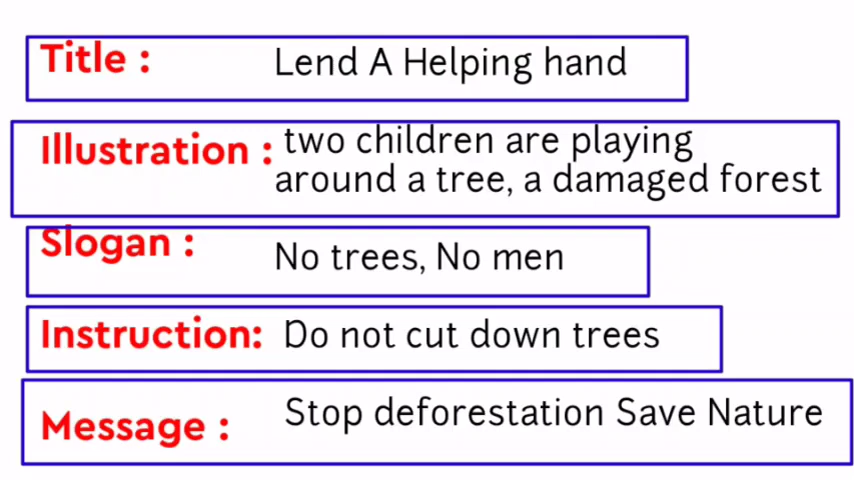 Title : Lend A Helping hand
Illustration : two children are playing
around a tree, a damaged forest
Slogan :
No trees, No men
Instruction: Do not cut down trees
Message : Stop deforestation Save Nature